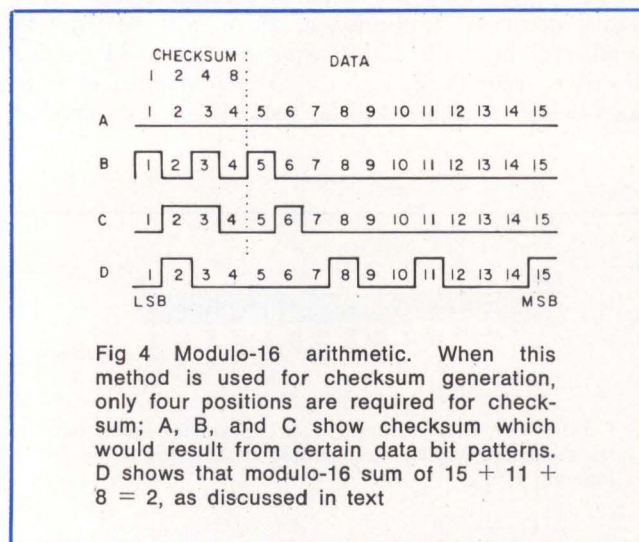 CHECKSUM : DATA
1 2 4 8
A 1 2 3 4 5 6 7 8 9 10 11 12 13 14 15
B 1 2 3 4 5 6 7 8 9 10 11 12 13 14 15
C 1 2 3 4 5 6 7 8 9 10 11 12 13 14 15
D 1 2 3 4 5 6 7 8 9 10 11 12 13 14 15
LSB MSB
Fig 4 Modulo-16 arithmetic. When this
method is used for checksum generation,
only four positions are required for check-
sum; A, B, and C show checksum which
would result from certain data bit patterns.
D shows that modulo-16 sum of 15 + 11 +
8 = 2, as discussed in text